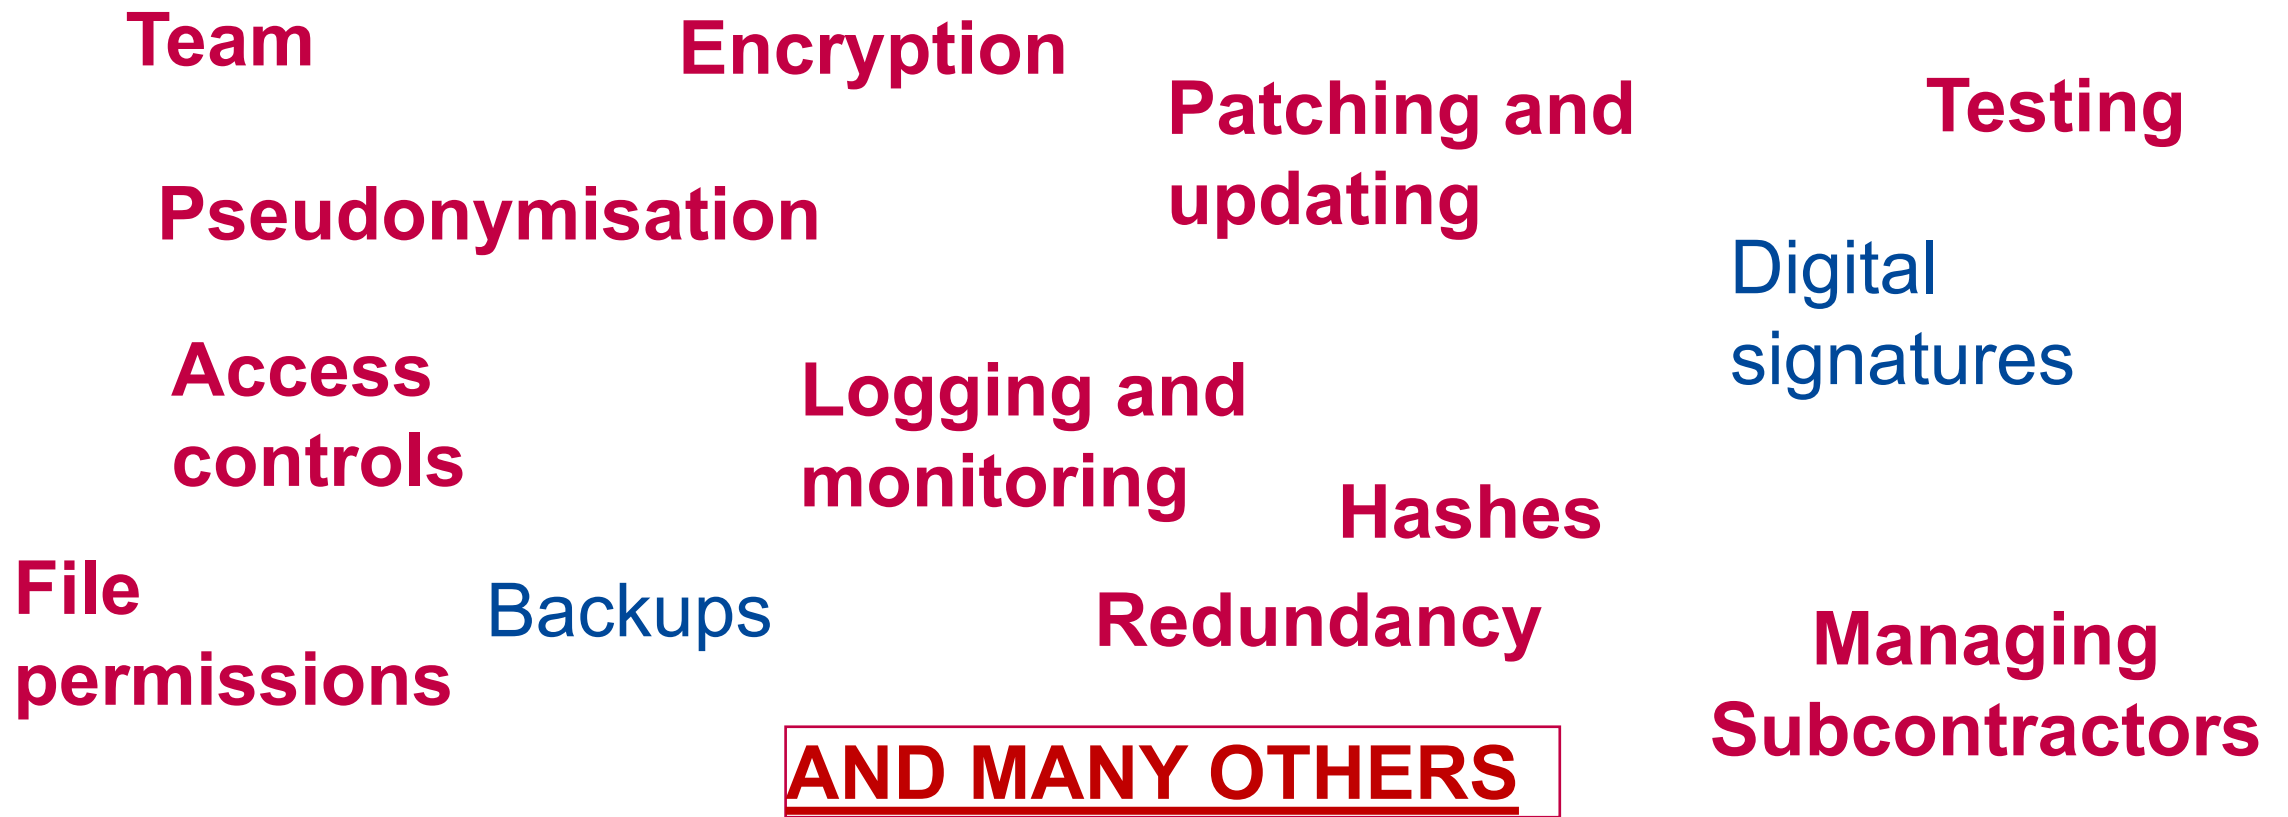 Team
Encryption
Patching and
updating
Testing
Pseudonymisation
Digital
signatures
Access
controls
Logging and
monitoring
Hashes
File
permissions
Backups
Redundancy
Managing
Subcontractors
AND MANY OTHERS